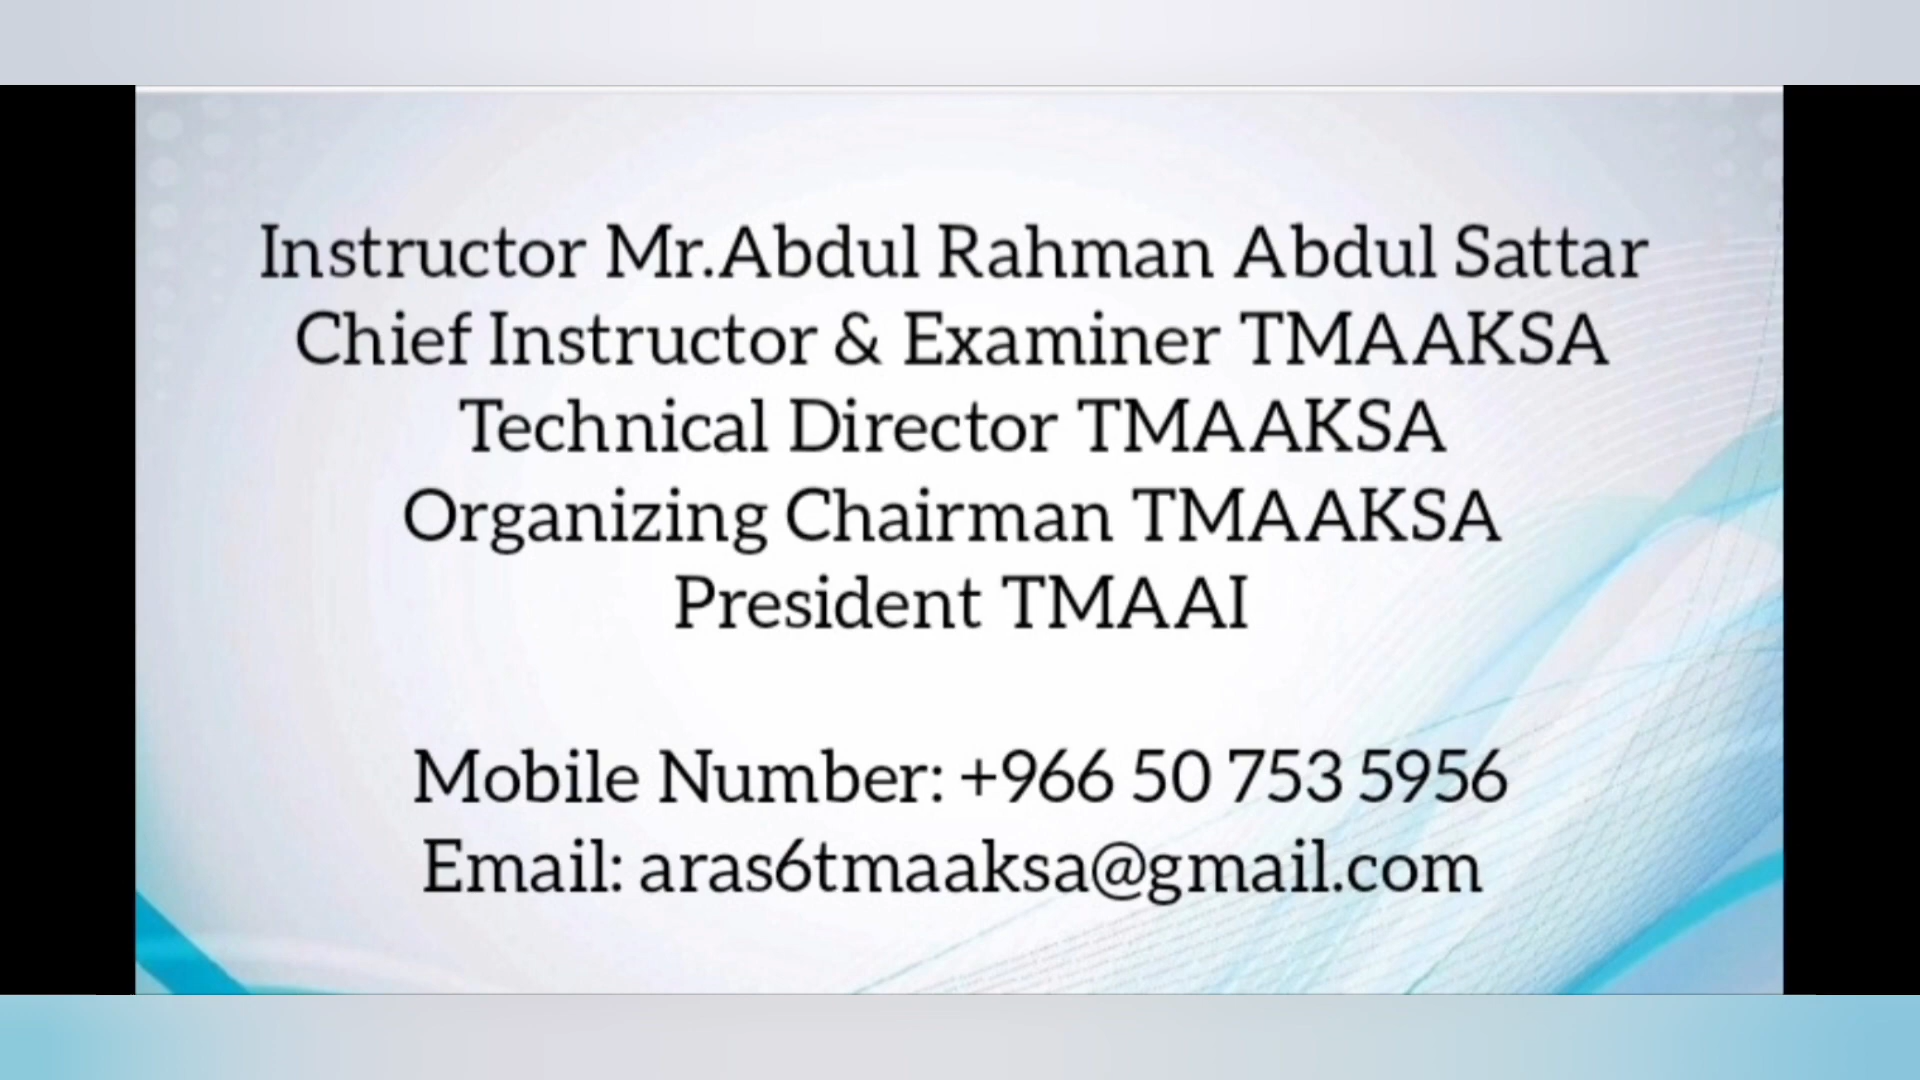 Instructor Mr.Abdul Rahman Abdul Sattar
Chief Instructor & Examiner TMAAKSA
Technical Director TMAAKSA
Organizing Chairman TMAAKSA
President TMAAI
Mobile Number: +966 50 753 5956
Email: aras6tmaaksa@gmail.com